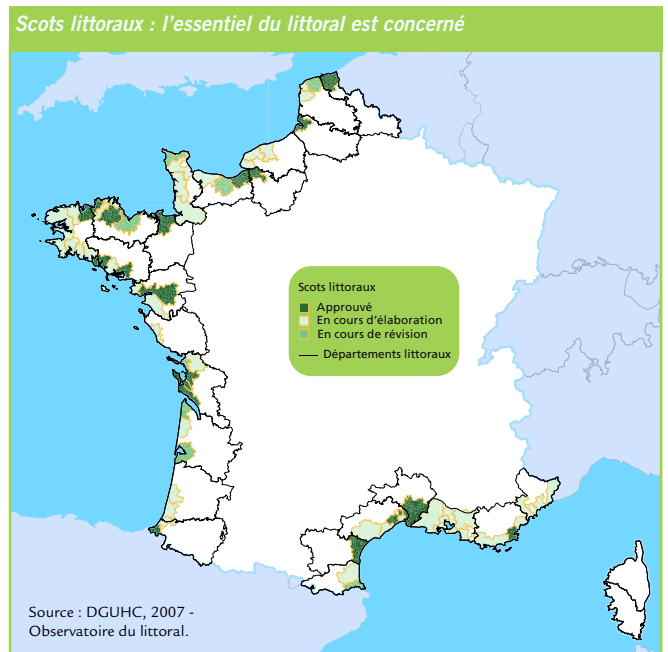 Scots littoraux : l'essentiel du littoral est concerné
Scots littoraux
Approuvé
En cours d'élaboration
En cours de révision
Départements littoraux
Source : DGUHC, 2007 -
Observatoire du littoral.